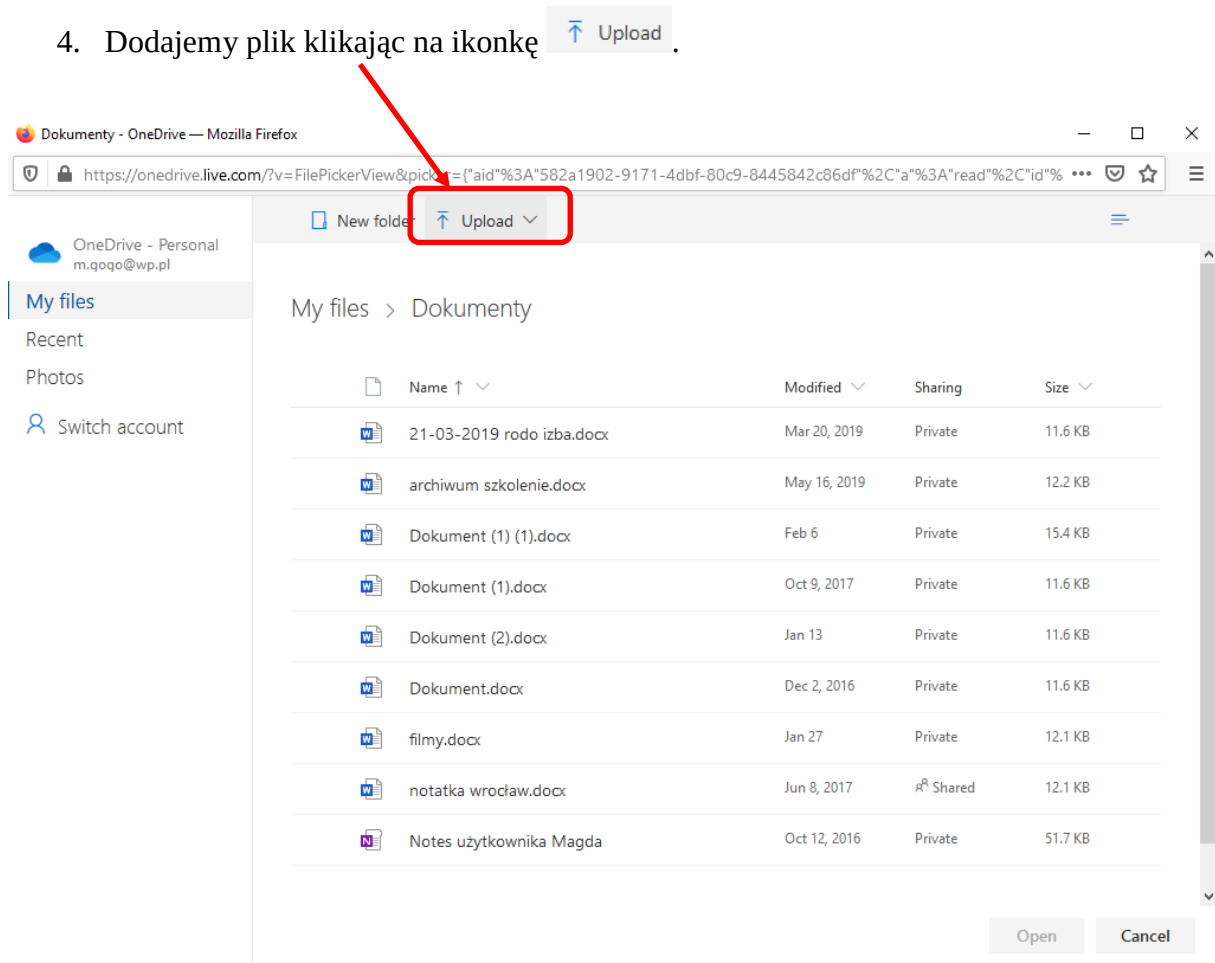 4. Dodajemy plik klikając na ikonkę Upload .
Dokumenty - OneDrive — Mozilla Firefox
https://onedrive.live.com/?v=FilePickerView&picker={"aid"%3A"582a1902-9171-4dbf-80c9-8445842c86df"%2C"a"%3A"read"%2C"id"%
New folder Upload
OneDrive - Personal
m.gogo@wp.pl
My files
Recent
Photos
Switch account
My files > Dokumenty
Name ↑ Modified Sharing Size
21-03-2019 rodo izba.docx Mar 20, 2019 Private 11.6 KB
archiwum szkolenie.docx May 16, 2019 Private 12.2 KB
Dokument (1) (1).docx Feb 6 Private 15.4 KB
Dokument (1).docx Oct 9, 2017 Private 11.6 KB
Dokument (2).docx Jan 13 Private 11.6 KB
Dokument.docx Dec 2, 2016 Private 11.6 KB
filmy.docx Jan 27 Private 12.1 KB
notatka wrocław.docx Jun 8, 2017 Shared 12.1 KB
Notes użytkownika Magda Oct 12, 2016 Private 51.7 KB
Open Cancel